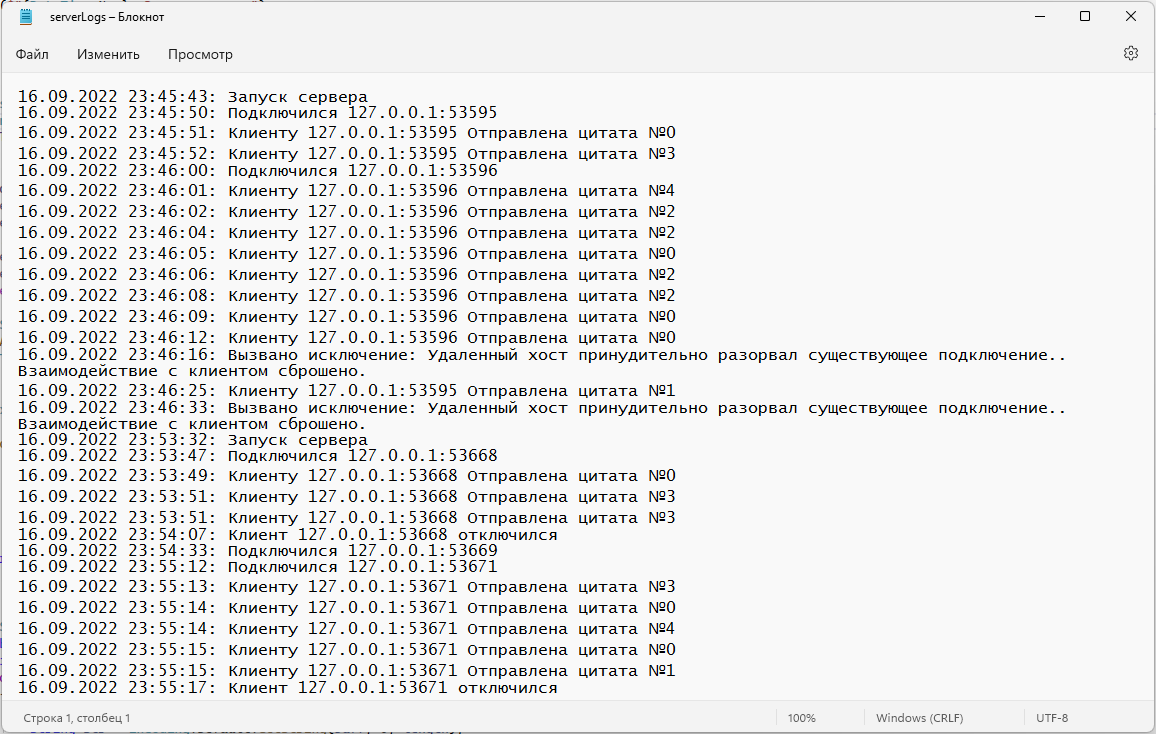 serverLogs – Блокнот
Файл Изменить Просмотр
16.09.2022 23:45:43: Запуск сервера
16.09.2022 23:45:50: Подключился 127.0.0.1:53595
16.09.2022 23:45:51: Клиенту 127.0.0.1:53595 Отправлена цитата №0
16.09.2022 23:45:52: Клиенту 127.0.0.1:53595 Отправлена цитата №3
16.09.2022 23:46:00: Подключился 127.0.0.1:53596
16.09.2022 23:46:01: Клиенту 127.0.0.1:53596 Отправлена цитата №4
16.09.2022 23:46:02: Клиенту 127.0.0.1:53596 Отправлена цитата №2
16.09.2022 23:46:04: Клиенту 127.0.0.1:53596 Отправлена цитата №2
16.09.2022 23:46:05: Клиенту 127.0.0.1:53596 Отправлена цитата №0
16.09.2022 23:46:06: Клиенту 127.0.0.1:53596 Отправлена цитата №2
16.09.2022 23:46:08: Клиенту 127.0.0.1:53596 Отправлена цитата №2
16.09.2022 23:46:09: Клиенту 127.0.0.1:53596 Отправлена цитата №0
16.09.2022 23:46:12: Клиенту 127.0.0.1:53596 Отправлена цитата №0
16.09.2022 23:46:16: Вызвано исключение: Удаленный хост принудительно разорвал существующее подключение..
Взаимодействие с клиентом сброшено.
16.09.2022 23:46:25: Клиенту 127.0.0.1:53595 Отправлена цитата №1
16.09.2022 23:46:33: Вызвано исключение: Удаленный хост принудительно разорвал существующее подключение..
Взаимодействие с клиентом сброшено.
16.09.2022 23:53:32: Запуск сервера
16.09.2022 23:53:47: Подключился 127.0.0.1:53668
16.09.2022 23:53:49: Клиенту 127.0.0.1:53668 Отправлена цитата №0
16.09.2022 23:53:51: Клиенту 127.0.0.1:53668 Отправлена цитата №3
16.09.2022 23:53:51: Клиенту 127.0.0.1:53668 Отправлена цитата №3
16.09.2022 23:54:07: Клиент 127.0.0.1:53668 отключился
16.09.2022 23:54:33: Подключился 127.0.0.1:53669
16.09.2022 23:55:12: Подключился 127.0.0.1:53671
16.09.2022 23:55:13: Клиенту 127.0.0.1:53671 Отправлена цитата №3
16.09.2022 23:55:14: Клиенту 127.0.0.1:53671 Отправлена цитата №0
16.09.2022 23:55:14: Клиенту 127.0.0.1:53671 Отправлена цитата №4
16.09.2022 23:55:15: Клиенту 127.0.0.1:53671 Отправлена цитата №0
16.09.2022 23:55:15: Клиенту 127.0.0.1:53671 Отправлена цитата №1
16.09.2022 23:55:17: Клиент 127.0.0.1:53671 отключился
Строка 1, столбец 1 100% Windows (CRLF) UTF-8